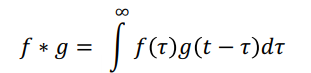 f * g = ∫^∞ f(τ)g(t − τ)dτ